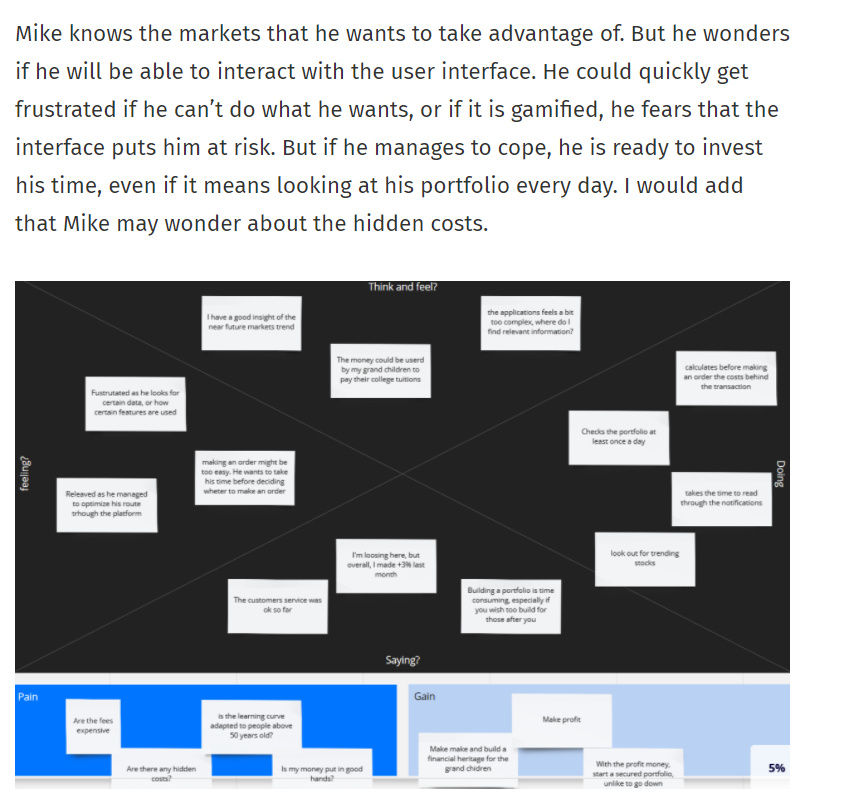 Mike knows the markets that he wants to take advantage of. But he wonders
if he will be able to interact with the user interface. He could quickly get
frustrated if he can’t do what he wants, or if it is gamified, he fears that the
interface puts him at risk. But if he manages to cope, he is ready to invest
his time, even if it means looking at his portfolio every day. I would add
that Mike may wonder about the hidden costs.
Think and feel?
I have a good insight of the
near future markets trend
the applications feels a bit
too complex, where do I
find relevant information?
The money could be userd
by my grand children to
pay their college tuitions
calculates before making
an order the costs behind
the transaction
Fustrutated as he looks for
certain data, or how
certain features are used
Checks the portfolio at
least once a day
feeling?
making an order might be
too easy. He wants to take
his time before deciding
wheter to make an order
Doing
Releaved as he managed
to optimize his route
trhough the platform
takes the time to read
through the notifications
I'm loosing here, but
overall, I made +3% last
month
look out for trending
stocks
The customers service was
ok so far
Building a portfolio is time
consuming, especially if
you wish too build for
those after you
Saying?
Pain
Are the fees
expensive
Is the learning curve
adapted to people above
50 years old?
Are there any hidden
costs?
Is my money put in good
hands?
Gain
Make profit
Make make and build a
financial heritage for the
grand chidren
With the profit money,
start a secured portfolio,
unlike to go down
5%